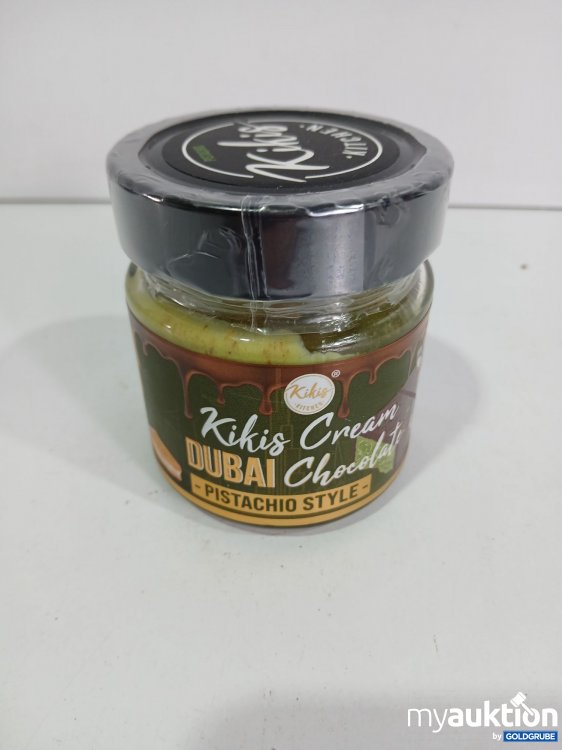 Kikis
KITCHEN
Kikis
KITCHEN
®
Kikis Cream
DUBAI Chocolate
- PISTACHIO STYLE -
myauktion
by GOLDGRUBE